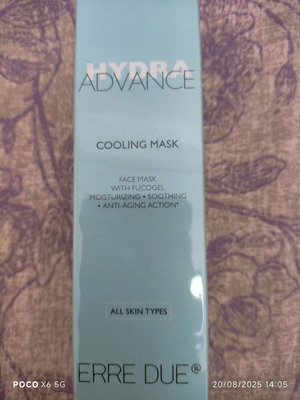 HYDRA
ADVANCE
COOLING MASK
FACE MASK
WITH FUCOGEL
MOISTURIZING • SOOTHING
• ANTI-AGING ACTION*
ALL SKIN TYPES
ERRE DUE®
POCO X6 5G
20/08/2025 14:05